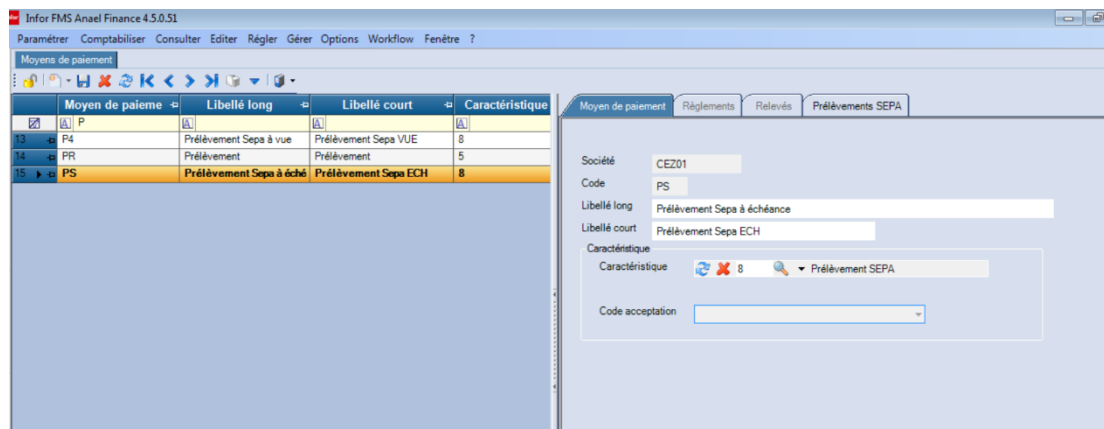 Infor FMS Anael Finance 4.5.0.51
Paramétrer Comptabiliser Consulter Editer Régler Gérer Options Workflow Fenêtre ?
Moyens de paiement
Moyen de paieme Libellé long Libellé court Caractéristique
P
13 P4 Prélèvement Sepa à vue Prélèvement Sepa VUE 8
14 PR Prélèvement Prélèvement 5
15 PS Prélèvement Sepa à éché Prélèvement Sepa ECH 8
Moyen de paiement Règlements Relevés Prélèvements SEPA
Société CEZ01
Code PS
Libellé long Prélèvement Sepa à échéance
Libellé court Prélèvement Sepa ECH
Caractéristique
Caractéristique 8 Prélèvement SEPA
Code acceptation